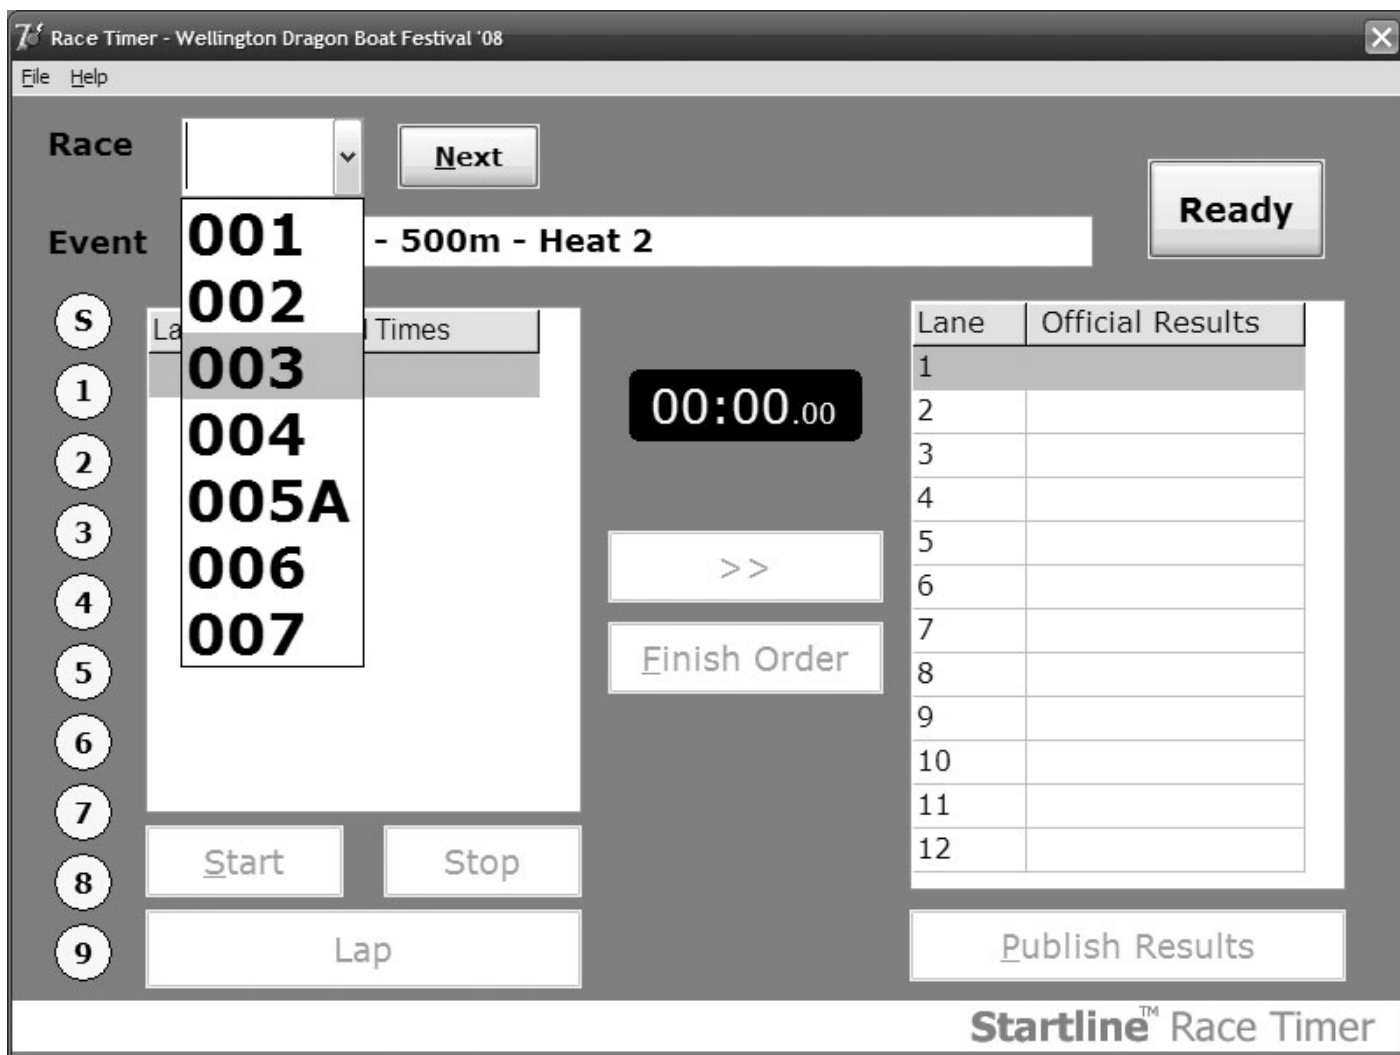 Race Timer - Wellington Dragon Boat Festival '08
File Help
Race
Next
Ready
001
Event
- 500m - Heat 2
002
003
004
005A
006
007
Times
S
1
2
3
4
5
6
7
8
9
00:00.00
>>
Finish Order
Start
Stop
Lap
Lane Official Results
1
2
3
4
5
6
7
8
9
10
11
12
Publish Results
Startline™ Race Timer